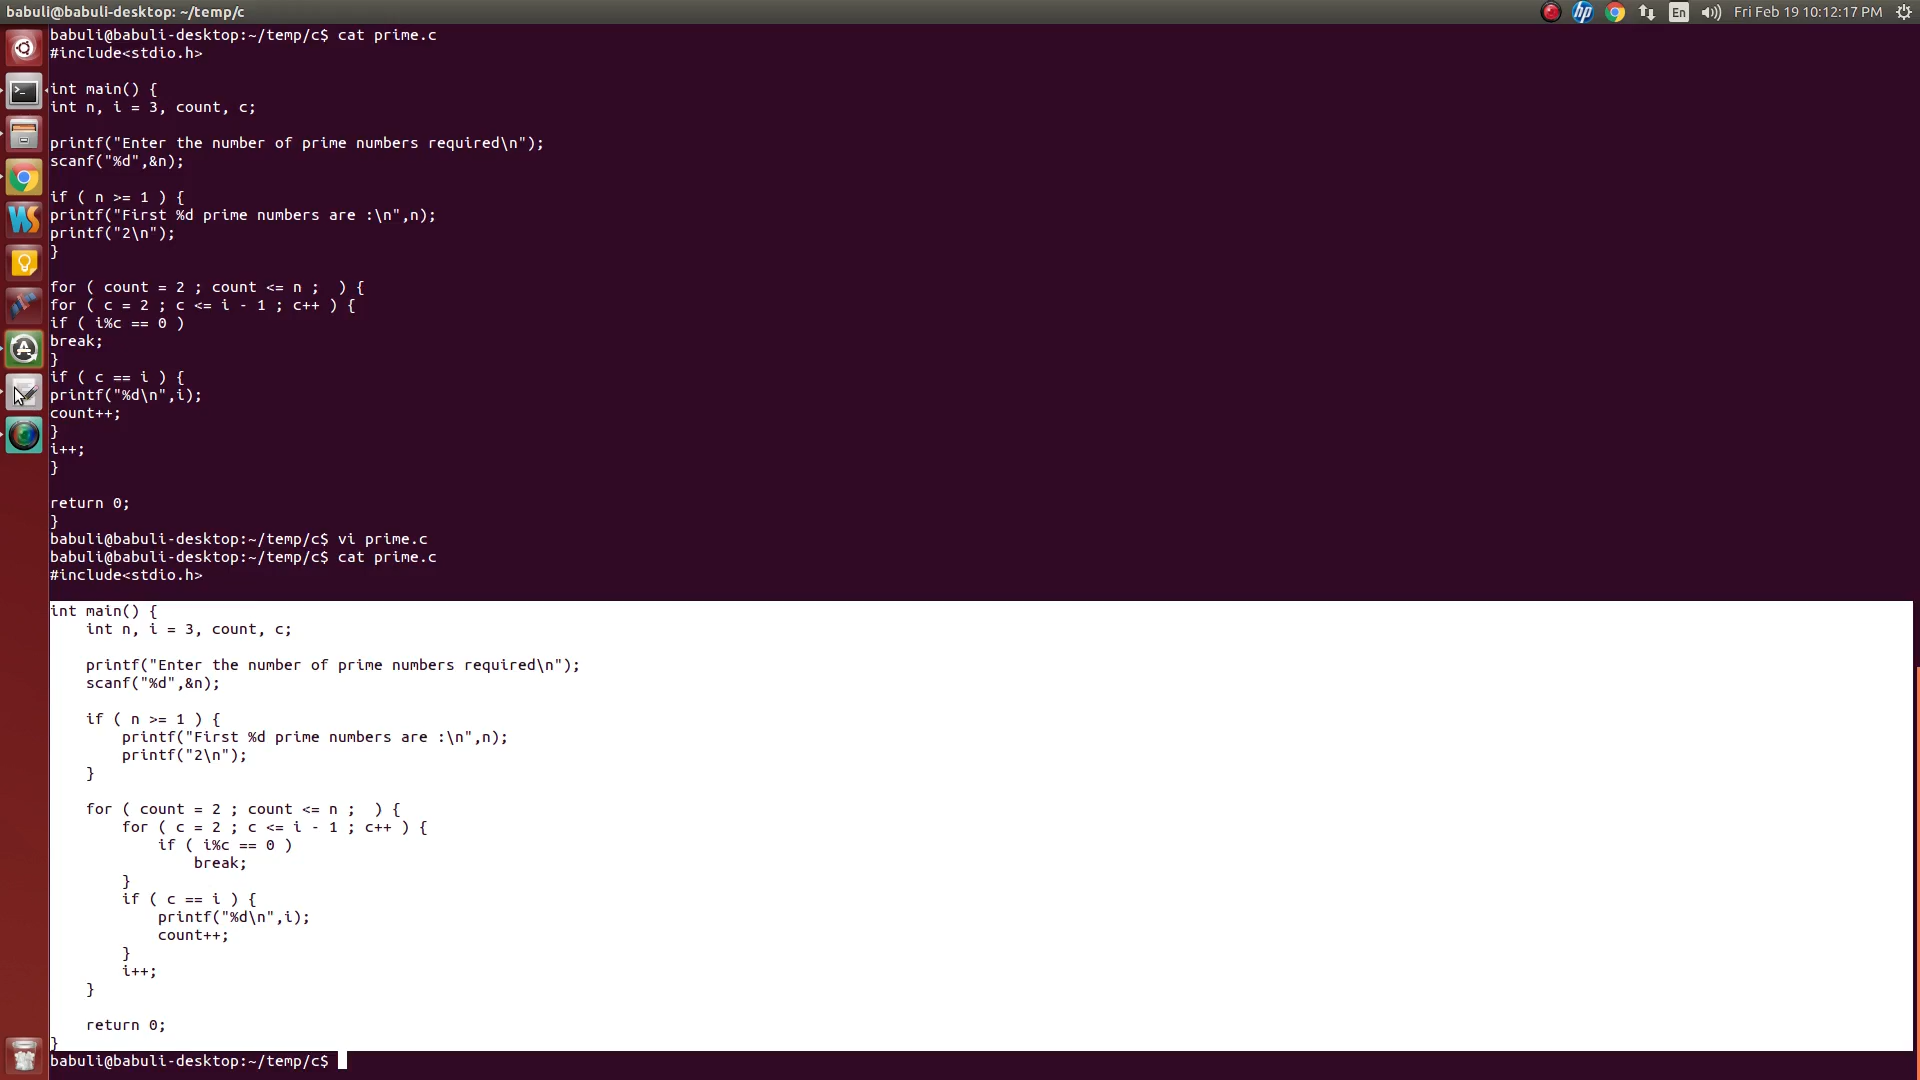 babuli@babuli-desktop: ~/temp/c
En
Fri Feb 19 10:12:17 PM
babuli@babuli-desktop:~/temp/c$ cat prime.c
#include<stdio.h>

int main() {
int n, i = 3, count, c;

printf("Enter the number of prime numbers required\n");
scanf("%d",&n);

if ( n >= 1 ) {
printf("First %d prime numbers are :\n",n);
printf("2\n");
}

for ( count = 2 ; count <= n ;  ) {
for ( c = 2 ; c <= i - 1 ; c++ ) {
if ( i%c == 0 )
break;
}
if ( c == i ) {
printf("%d\n",i);
count++;
}
i++;
}

return 0;
}
babuli@babuli-desktop:~/temp/c$ vi prime.c
babuli@babuli-desktop:~/temp/c$ cat prime.c
#include<stdio.h>

int main() {
    int n, i = 3, count, c;

    printf("Enter the number of prime numbers required\n");
    scanf("%d",&n);

    if ( n >= 1 ) {
        printf("First %d prime numbers are :\n",n);
        printf("2\n");
    }

    for ( count = 2 ; count <= n ;  ) {
        for ( c = 2 ; c <= i - 1 ; c++ ) {
            if ( i%c == 0 )
                break;
        }
        if ( c == i ) {
            printf("%d\n",i);
            count++;
        }
        i++;
    }

    return 0;
}
babuli@babuli-desktop:~/temp/c$
hp
WS